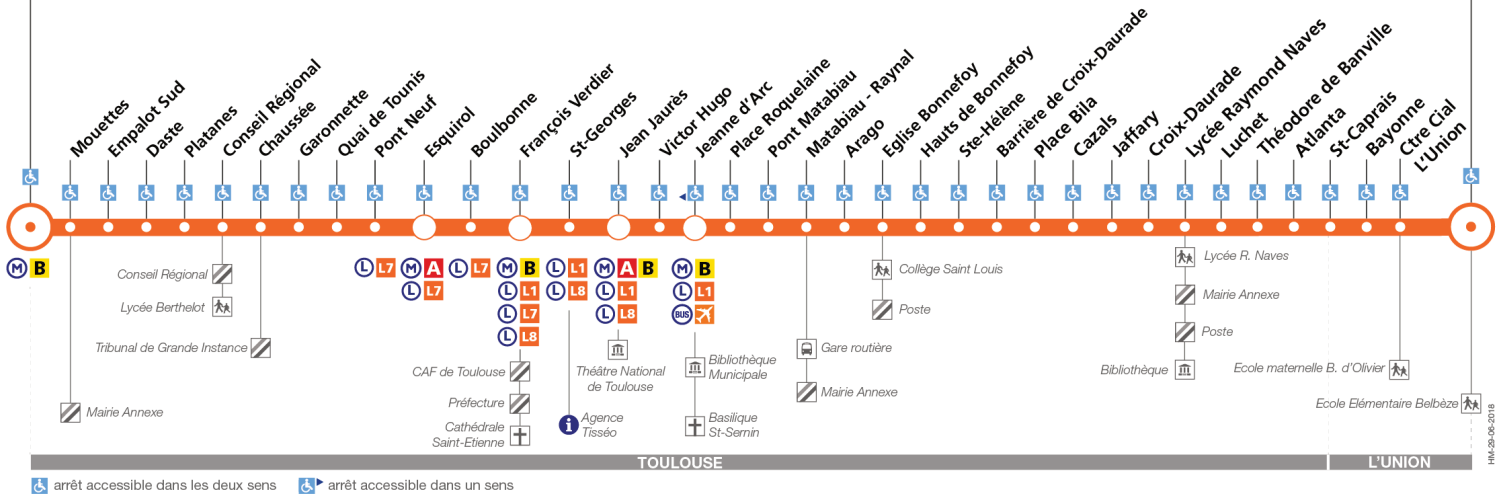 Mouettes
Empalot Sud
Daste
Platanes
Conseil Régional
Chaussée
Garonnette
Quai de Tounis
Pont Neuf
Esquirol
Boulbonne
François Verdier
St-Georges
Jean Jaurès
Victor Hugo
Jeanne d'Arc
Place Roquelaine
Pont Matabiau
Matabiau - Raynal
Arago
Eglise Bonnefoy
Hauts de Bonnefoy
Ste-Hélène
Barrière de Croix-Daurade
Place Bila
Cazals
Jaffary
Croix-Daurade
Lycée Raymond Naves
Luchet
Théodore de Banville
Atlanta
St-Caprais
Bayonne
Ctre Cial
L'Union
M B
L L7
M A
L L7
L L7
M B
L L1
L L7
L L8
L L1
L L8
M A B
L L1
L L8
M B
L L1
BUS
Conseil Régional
Lycée Berthelot
Tribunal de Grande Instance
Mairie Annexe
CAF de Toulouse
Préfecture
Cathédrale
Saint-Etienne
i Agence
Tisséo
Théâtre National
de Toulouse
Bibliothèque
Municipale
Basilique
St-Sernin
Gare routière
Mairie Annexe
Collège Saint Louis
Poste
Lycée R. Naves
Mairie Annexe
Poste
Bibliothèque
Ecole maternelle B. d'Olivier
Ecole Elémentaire Belbèze
HM-29-06-2018
TOULOUSE
L'UNION
arrêt accessible dans les deux sens
arrêt accessible dans un sens